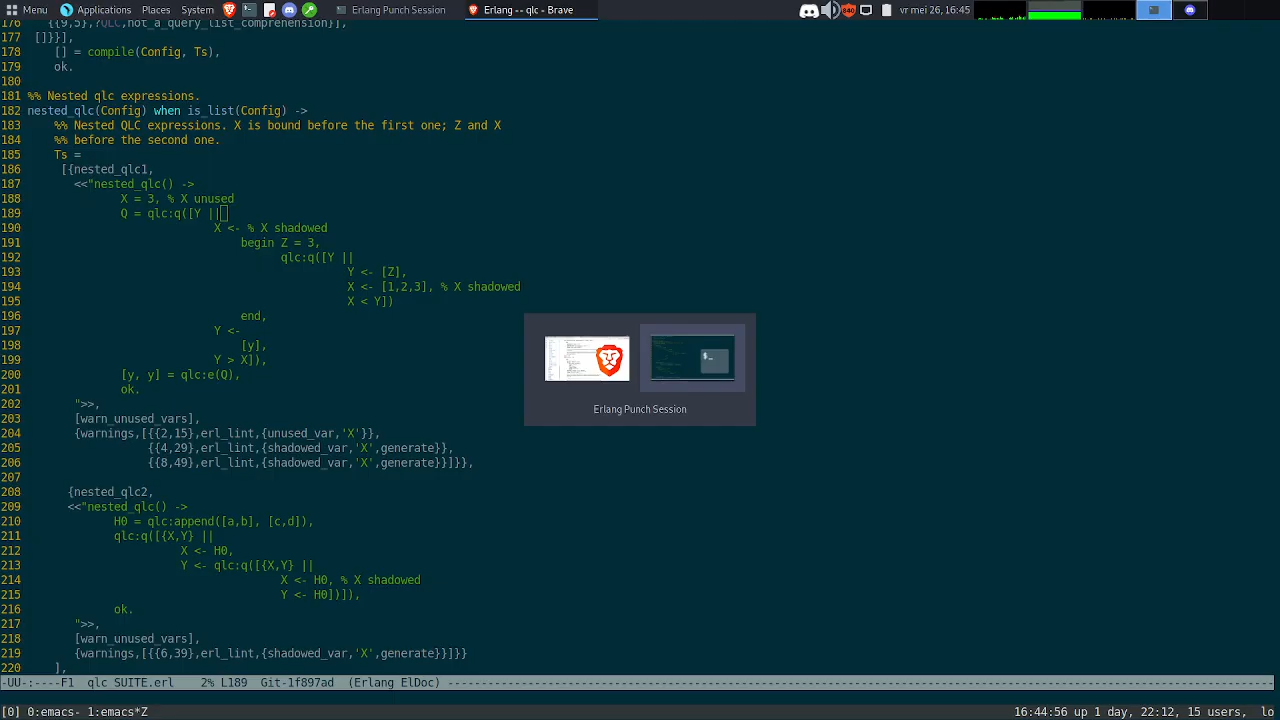 Menu Applications Places System Erlang Punch Session Erlang -- qlc - Brave 840 vr mei 26, 16:45
176 {{9,5},?QLC,not_a_query_list_comprehension},
177 []}}],
178 [] = compile(Config, Ts),
179 ok.
180
181 %% Nested qlc expressions.
182 nested_qlc(Config) when is_list(Config) ->
183 %% Nested QLC expressions. X is bound before the first one; Z and X
184 %% before the second one.
185 Ts =
186 [{nested_qlc1,
187 <<"nested_qlc() ->
188 X = 3, % X unused
189 Q = qlc:q([Y ||
190 X <- % X shadowed
191 begin Z = 3,
192 qlc:q([Y ||
193 Y <- [Z],
194 X <- [1,2,3], % X shadowed
195 X < Y])
196 end,
197 Y <-
198 [y],
199 Y > X]),
200 [y, y] = qlc:e(Q),
201 ok.
202 ">>,
203 [warn_unused_vars],
204 {warnings,[{{2,15},erl_lint,{unused_var,'X'}},
205 {{4,29},erl_lint,{shadowed_var,'X',generate}},
206 {{8,49},erl_lint,{shadowed_var,'X',generate}}]}},
207
208 {nested_qlc2,
209 <<"nested_qlc() ->
210 H0 = qlc:append([a,b], [c,d]),
211 qlc:q([{X,Y} ||
212 X <- H0,
213 Y <- qlc:q([{X,Y} ||
214 X <- H0, % X shadowed
215 Y <- H0])]),
216 ok.
217 ">>,
218 [warn_unused_vars],
219 {warnings,[{{6,39},erl_lint,{shadowed_var,'X',generate}}]}}
220 ],
$_
Erlang Punch Session
-UU-:----F1 qlc SUITE.erl 2% L189 Git-1f897ad (Erlang ElDoc)
[0] 0:emacs- 1:emacs*Z 16:44:56 up 1 day, 22:12, 15 users, lo